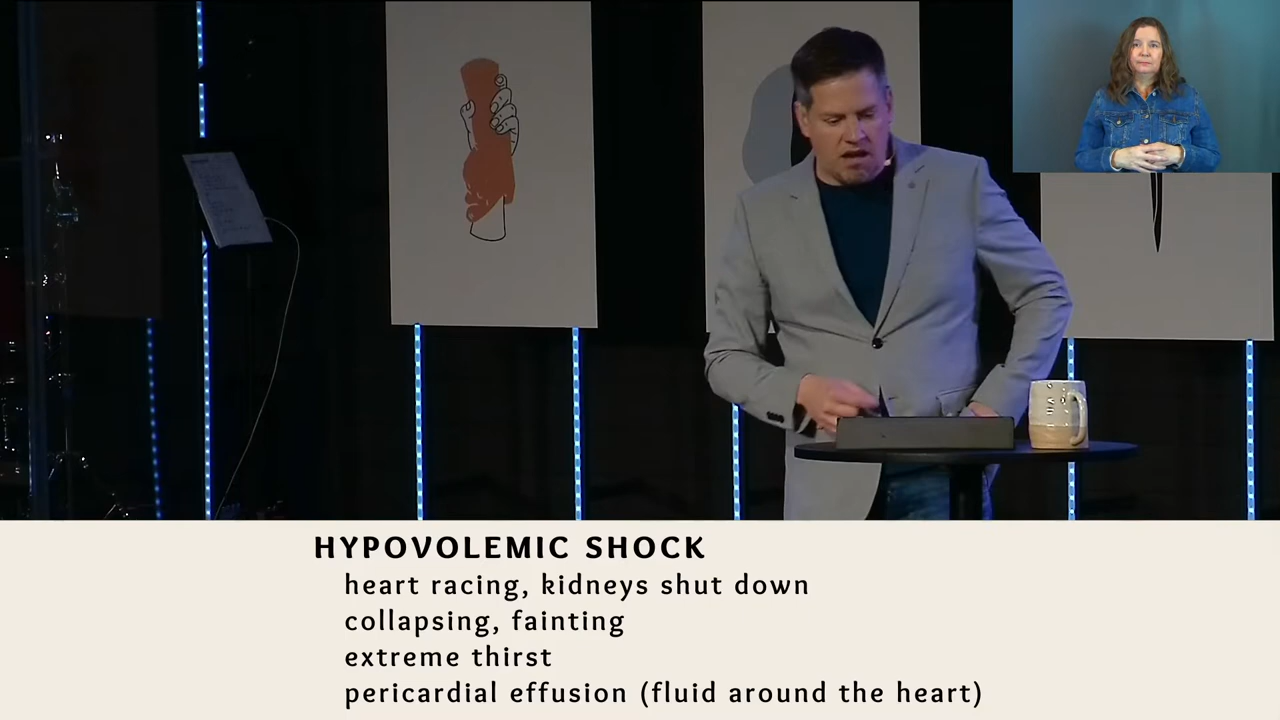 HYPOVOLEMIC SHOCK
heart racing, kidneys shut down
collapsing, fainting
extreme thirst
pericardial effusion (fluid around the heart)